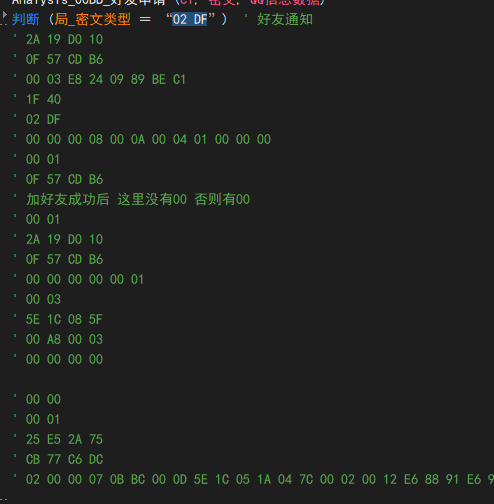 判断 (局_密文类型 = “02 DF”) ' 好友通知
' 2A 19 D0 10
' 0F 57 CD B6
' 00 03 E8 24 09 89 BE C1
' 1F 40
' 02 DF
' 00 00 00 08 00 0A 00 04 01 00 00 00
' 00 01
' 0F 57 CD B6
' 加好友成功后 这里没有00 否则有00
' 00 01
' 2A 19 D0 10
' 0F 57 CD B6
' 00 00 00 00 00 01
' 00 03
' 5E 1C 08 5F
' 00 A8 00 03
' 00 00 00 00
' 00 00
' 00 01
' 25 E5 2A 75
' CB 77 C6 DC
' 02 00 00 07 0B BC 00 0D 5E 1C 05 1A 04 7C 00 02 00 12 E6 88 91 E6